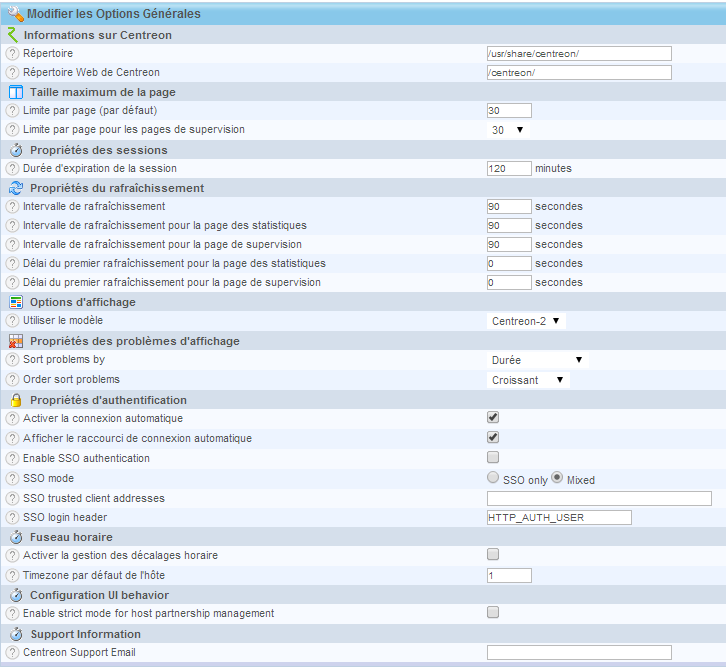 Modifier les Options Générales
Informations sur Centreon
? Répertoire /usr/share/centreon/
? Répertoire Web de Centreon /centreon/
Taille maximum de la page
? Limite par page (par défaut) 30
? Limite par page pour les pages de supervision 30 ▼
Propriétés des sessions
? Durée d'expiration de la session 120 minutes
Propriétés du rafraîchissement
? Intervalle de rafraîchissement 90 secondes
? Intervalle de rafraîchissement pour la page des statistiques 90 secondes
? Intervalle de rafraîchissement pour la page de supervision 90 secondes
? Délai du premier rafraîchissement pour la page des statistiques 0 secondes
? Délai du premier rafraîchissement pour la page de supervision 0 secondes
Options d'affichage
? Utiliser le modèle Centreon-2 ▼
Propriétés des problèmes d'affichage
? Sort problems by Durée ▼
? Order sort problems Croissant ▼
Propriétés d'authentification
? Activer la connexion automatique
? Afficher le raccourci de connexion automatique
? Enable SSO authentication
? SSO mode SSO only Mixed
? SSO trusted client addresses
? SSO login header HTTP_AUTH_USER
Fuseau horaire
? Activer la gestion des décalages horaire
? Timezone par défaut de l'hôte 1
Configuration UI behavior
? Enable strict mode for host partnership management
Support Information
? Centreon Support Email